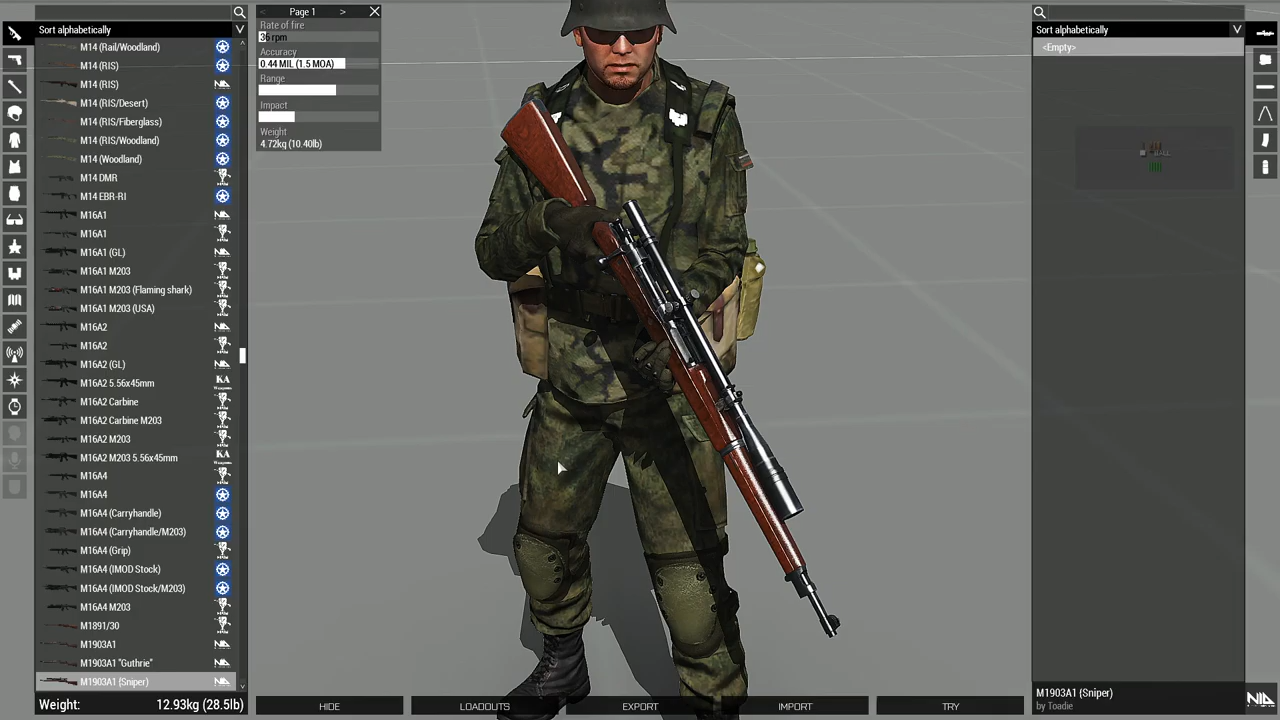 Sort alphabetically
M14 (Rail/Woodland)
M14 (RIS)
M14 (RIS)
M14 (RIS/Desert)
M14 (RIS/Fiberglass)
M14 (RIS/Woodland)
M14 (Woodland)
M14 DMR
M14 EBR-RI
M16A1
M16A1
M16A1 (GL)
M16A1 M203
M16A1 M203 (Flaming shark)
M16A1 M203 (USA)
M16A2
M16A2
M16A2 (GL)
M16A2 5.56x45mm
M16A2 Carbine
M16A2 Carbine M203
M16A2 M203
M16A2 M203 5.56x45mm
M16A4
M16A4
M16A4 (Carryhandle)
M16A4 (Carryhandle/M203)
M16A4 (Grip)
M16A4 (IMOD Stock)
M16A4 (IMOD Stock/M203)
M16A4 M203
M1891/30
M1903A1
M1903A1 "Guthrie"
M1903A1 (Sniper)
KA
KA
Weight: 12.93kg (28.5lb)
< Page 1 >
Rate of fire
36 rpm
Accuracy
0.44 MIL (1.5 MOA)
Range
Impact
Weight
4.72kg (10.40lb)
HIDE
LOADOUTS
EXPORT
IMPORT
TRY
Sort alphabetically
<Empty>
M1903A1 (Sniper)
by Toadie